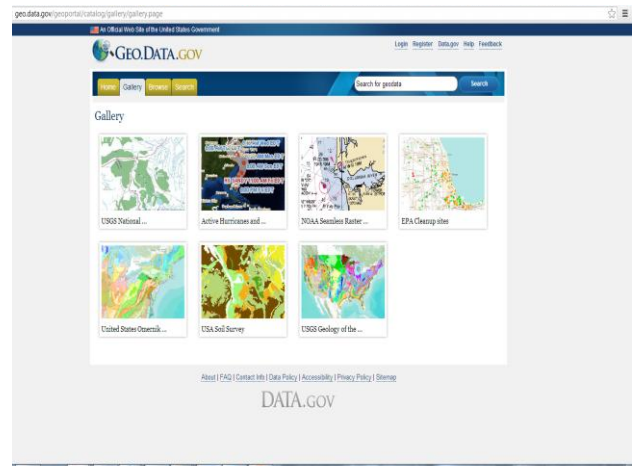 geo.data.gov/geoportal/catalog/gallery/gallery.page
An Official Web Site of the United States Government
GEO.DATA.GOV
Login Register Data.gov Help Feedback
Home Gallery Browse Search
Search for geodata
Search
Gallery
USGS National ...
Active Hurricanes and ...
NOAA Seamless Raster ...
EPA Cleanup sites
United States Omernik ...
USA Soil Survey
USGS Geology of the ...
About | FAQ | Contact Info | Data Policy | Accessibility | Privacy Policy | Sitemap
DATA.GOV